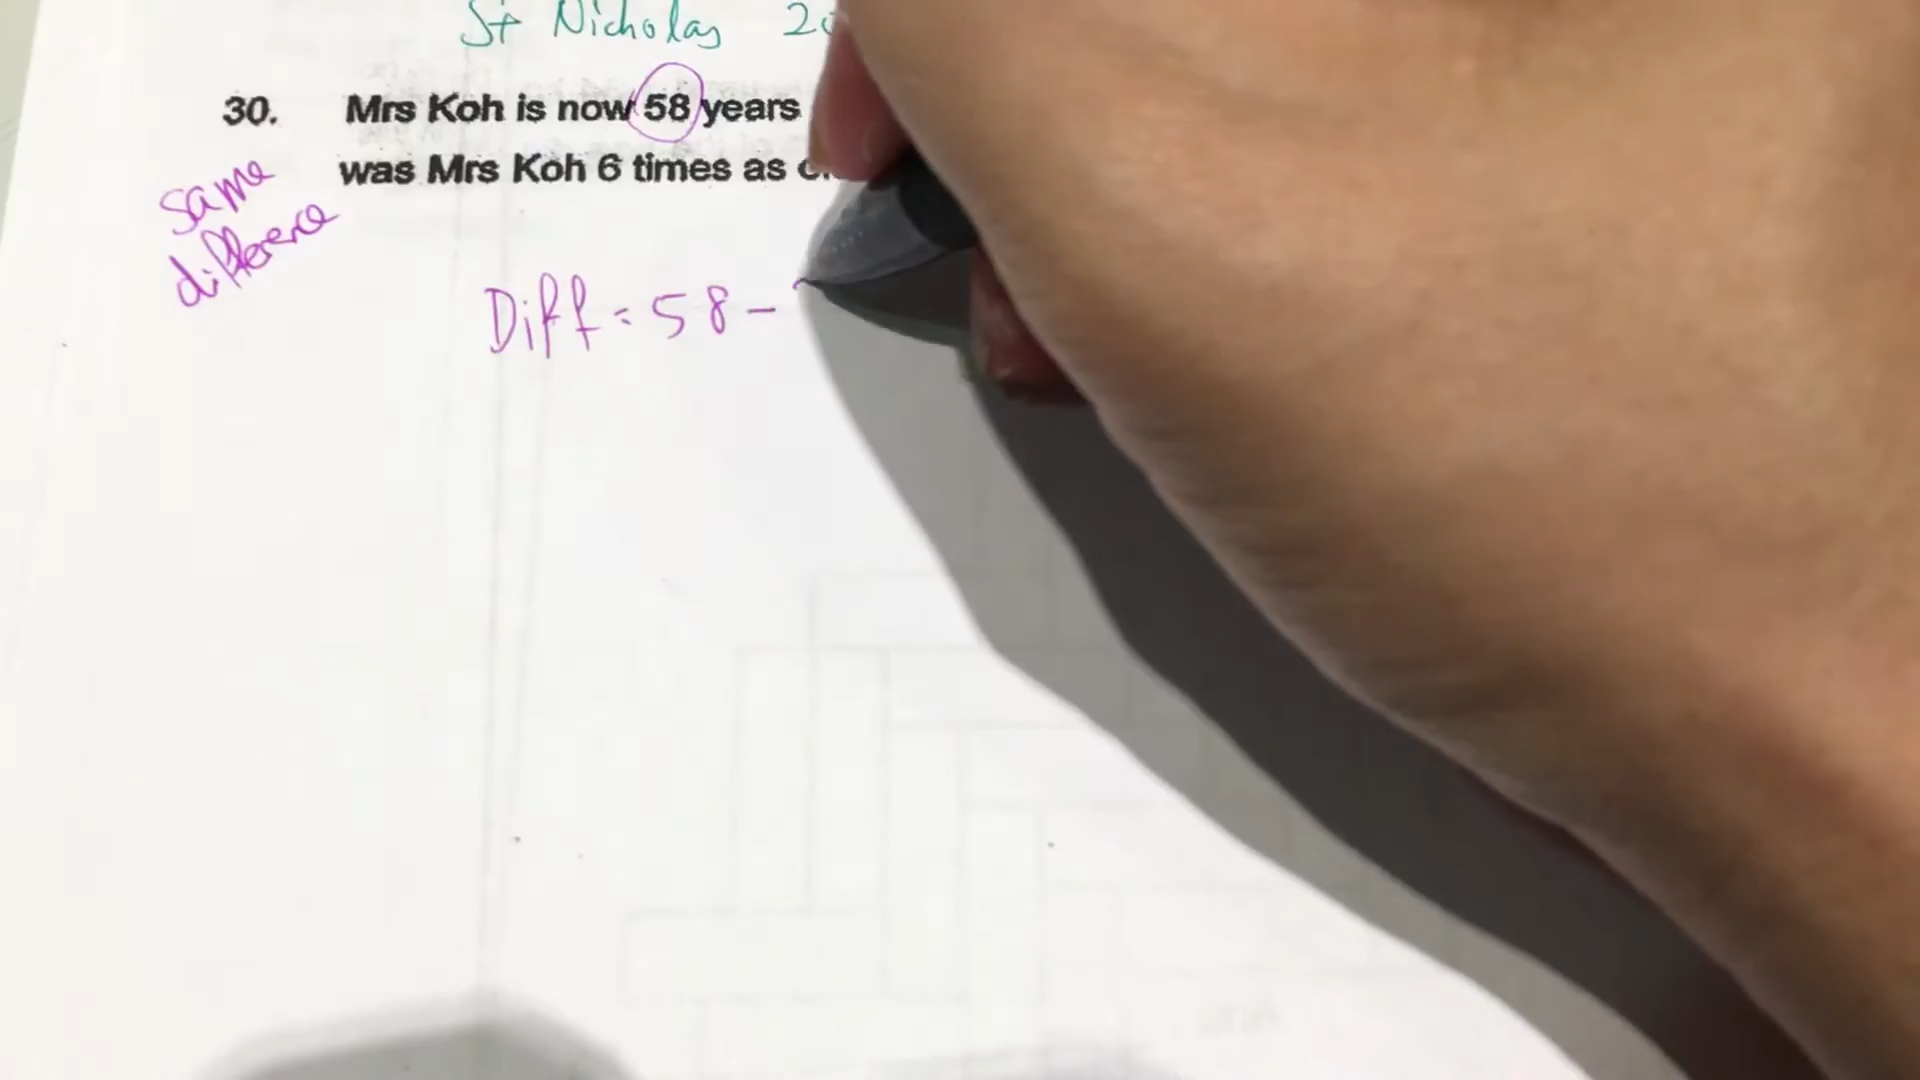 St Nicholas
30. Mrs Koh is now 58 years
was Mrs Koh 6 times as
same
difference
Diff = 58 -